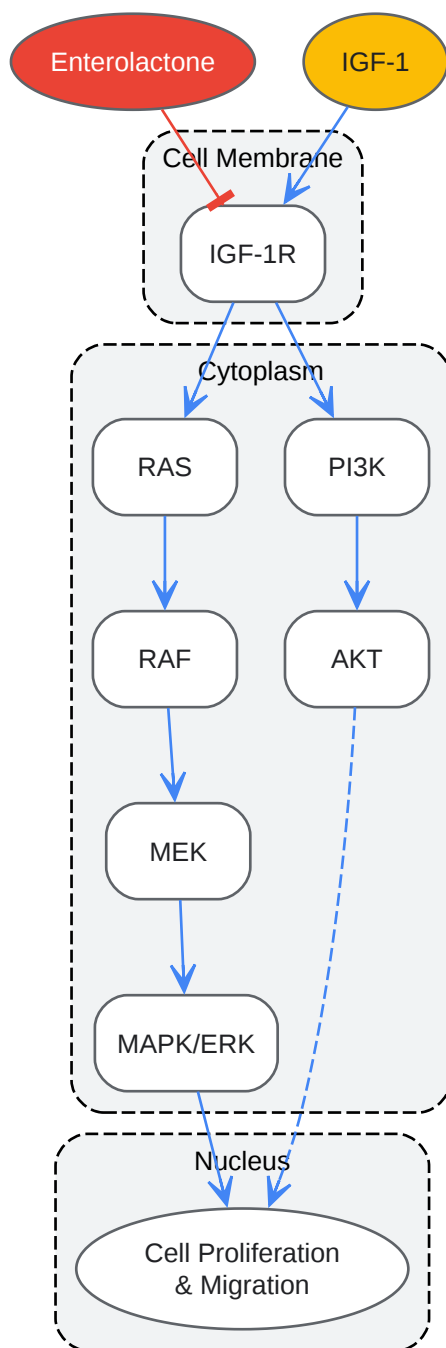 Enterolactone
IGF-1
Cell Membrane
IGF-1R
Cytoplasm
RAS
PI3K
RAF
AKT
MEK
MAPK/ERK
Nucleus
Cell Proliferation
& Migration